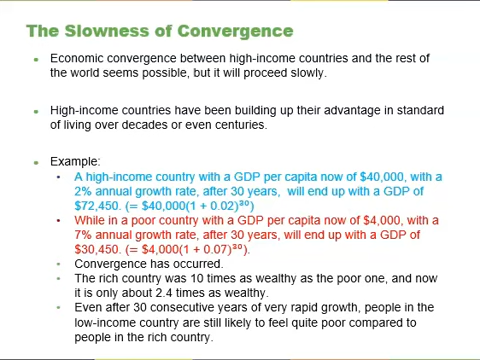 The Slowness of Convergence
Economic convergence between high-income countries and the rest of
the world seems possible, but it will proceed slowly.
High-income countries have been building up their advantage in standard
of living over decades or even centuries.
Example:
A high-income country with a GDP per capita now of $40,000, with a
2% annual growth rate, after 30 years, will end up with a GDP of
$72,450. (= $40,000(1 + 0.02)³⁰)
While in a poor country with a GDP per capita now of $4,000, with a
7% annual growth rate, after 30 years, will end up with a GDP of
$30,450. (= $4,000(1 + 0.07)³⁰).
Convergence has occurred.
The rich country was 10 times as wealthy as the poor one, and now
it is only about 2.4 times as wealthy.
Even after 30 consecutive years of very rapid growth, people in the
low-income country are still likely to feel quite poor compared to
people in the rich country.